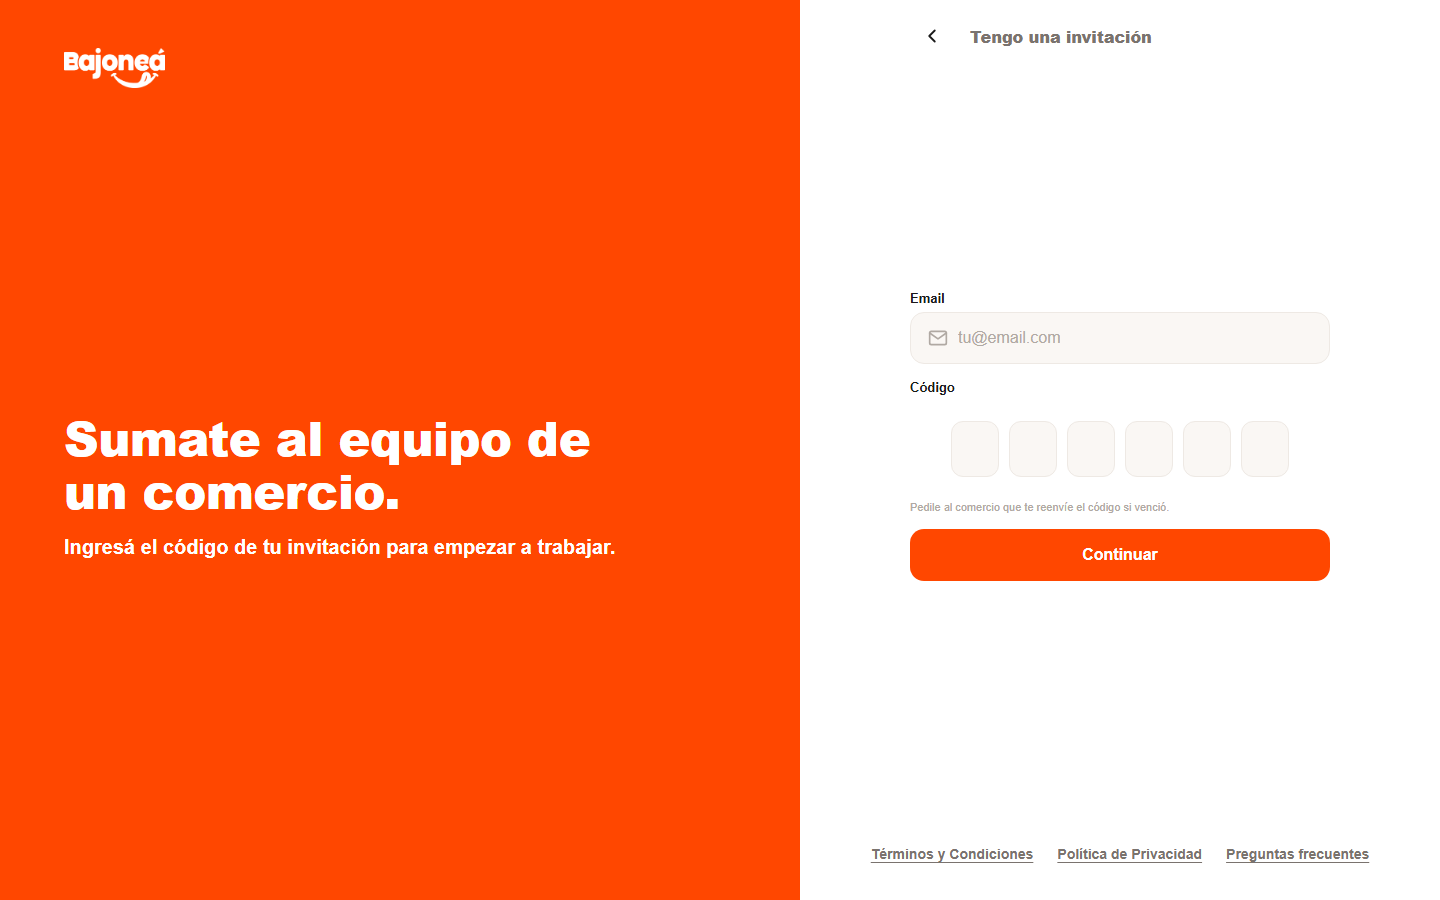 Bajoneá
Sumate al equipo de
un comercio.
Ingresá el código de tu invitación para empezar a trabajar.
Tengo una invitación
Email
tu@email.com
Código
Pedile al comercio que te reenvíe el código si venció.
Continuar
Términos y Condiciones Política de Privacidad Preguntas frecuentes